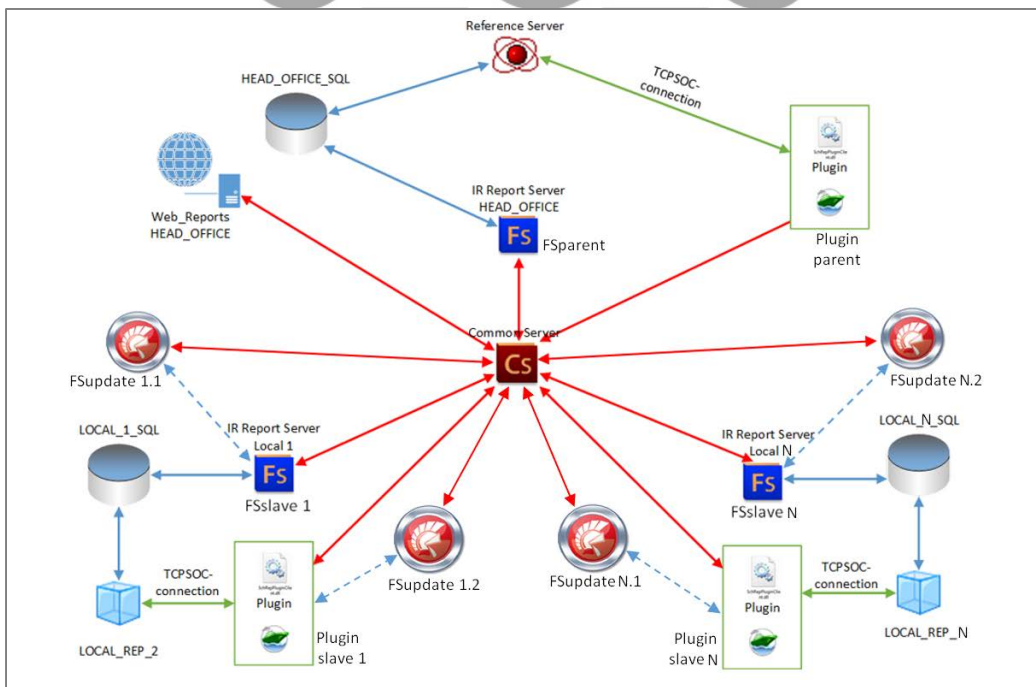 Reference Server
HEAD_OFFICE_SQL
TCPSOC-
connection
Plugin
Plugin
parent
IR Report Server
HEAD_OFFICE
Fs
FSparent
Web_Reports
HEAD_OFFICE
Common Server
Cs
FSupdate 1.1
FSupdate N.2
LOCAL_1_SQL
IR Report Server
Local 1
Fs
FSslave 1
IR Report Server
Local N
Fs
FSslave N
LOCAL_N_SQL
FSupdate 1.2
FSupdate N.1
TCPSOC-
connection
LOCAL_REP_2
Plugin
Plugin
slave 1
Plugin
Plugin
slave N
TCPSOC-
connection
LOCAL_REP_N